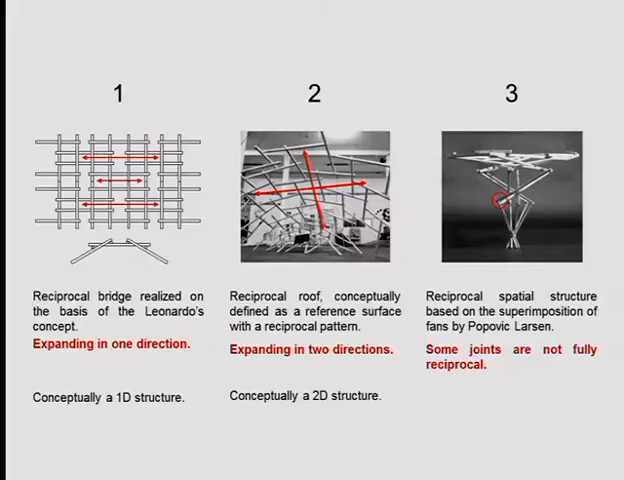 1
2
3
Reciprocal bridge realized on
the basis of the Leonardo's
concept.
Expanding in one direction.
Conceptually a 1D structure.
Reciprocal roof, conceptually
defined as a reference surface
with a reciprocal pattern.
Expanding in two directions.
Conceptually a 2D structure.
Reciprocal spatial structure
based on the superimposition of
fans by Popovic Larsen.
Some joints are not fully
reciprocal.